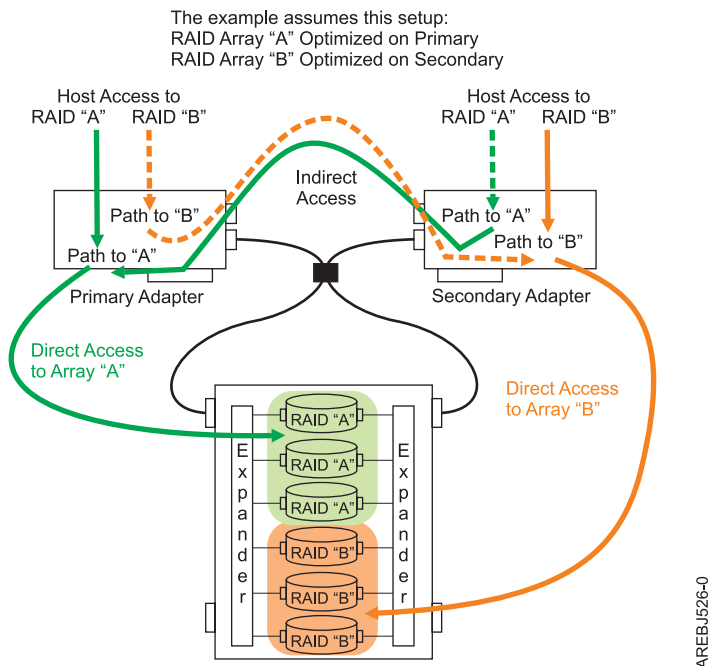 The example assumes this setup:
RAID Array “A” Optimized on Primary
RAID Array “B” Optimized on Secondary
Host Access to
RAID “A” RAID “B”
Host Access to
RAID “A” RAID “B”
Indirect
Access
Path to “B”
Path to “A”
Path to “A”
Path to “B”
Primary Adapter
Secondary Adapter
Direct Access
to Array “A”
Direct Access
to Array “B”
Expander
RAID “A”
RAID “A”
RAID “A”
RAID “B”
RAID “B”
RAID “B”
Expander
AREBJ526-0